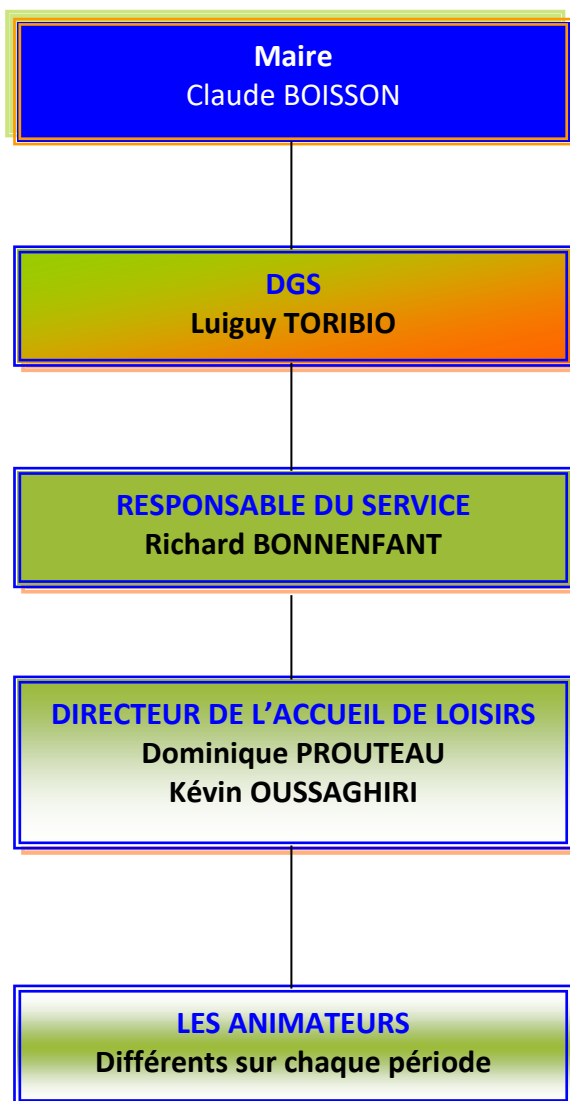 Maire
Claude BOISSON
DGS
Luiguy TORIBIO
RESPONSABLE DU SERVICE
Richard BONNENFANT
DIRECTEUR DE L’ACCUEIL DE LOISIRS
Dominique PROUTEAU
Kévin OUSSAGHIRI
LES ANIMATEURS
Différents sur chaque période